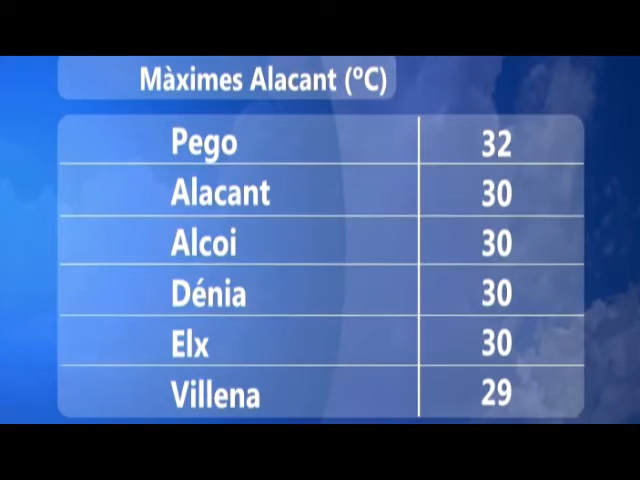 Màximes Alacant (ºC)
Pego 32
Alacant 30
Alcoi 30
Dénia 30
Elx 30
Villena 29